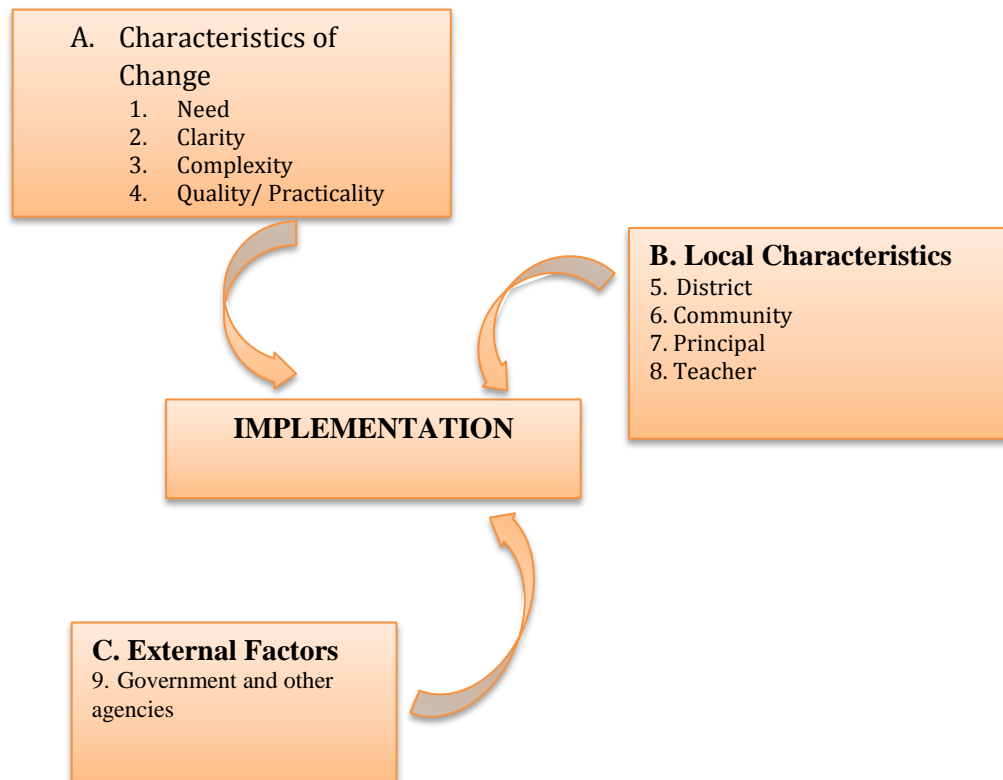 A. Characteristics of
Change
1. Need
2. Clarity
3. Complexity
4. Quality/ Practicality
B. Local Characteristics
5. District
6. Community
7. Principal
8. Teacher
IMPLEMENTATION
C. External Factors
9. Government and other
agencies